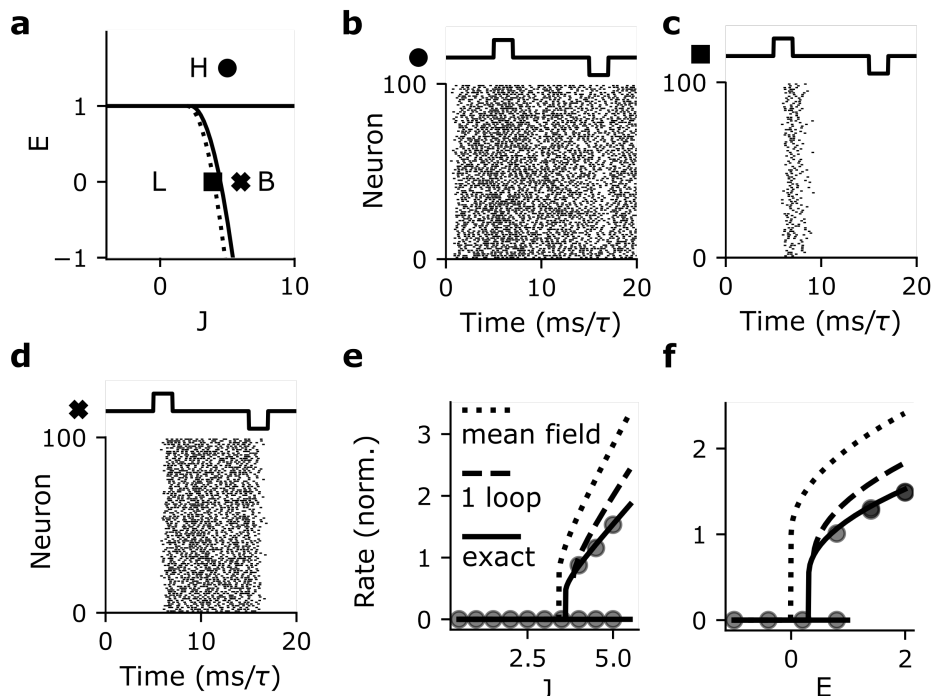 a
H
1
E
0
L
B
−1
0
10
J
b
100
Neuron
0
0
10
20
Time (ms/τ)
c
100
0
0
10
20
Time (ms/τ)
d
100
Neuron
0
0
10
20
Time (ms/τ)
e
3
mean field
2
1 loop
1
exact
0
Rate (norm.)
2.5
5.0
J
f
2
1
0
0
2
E